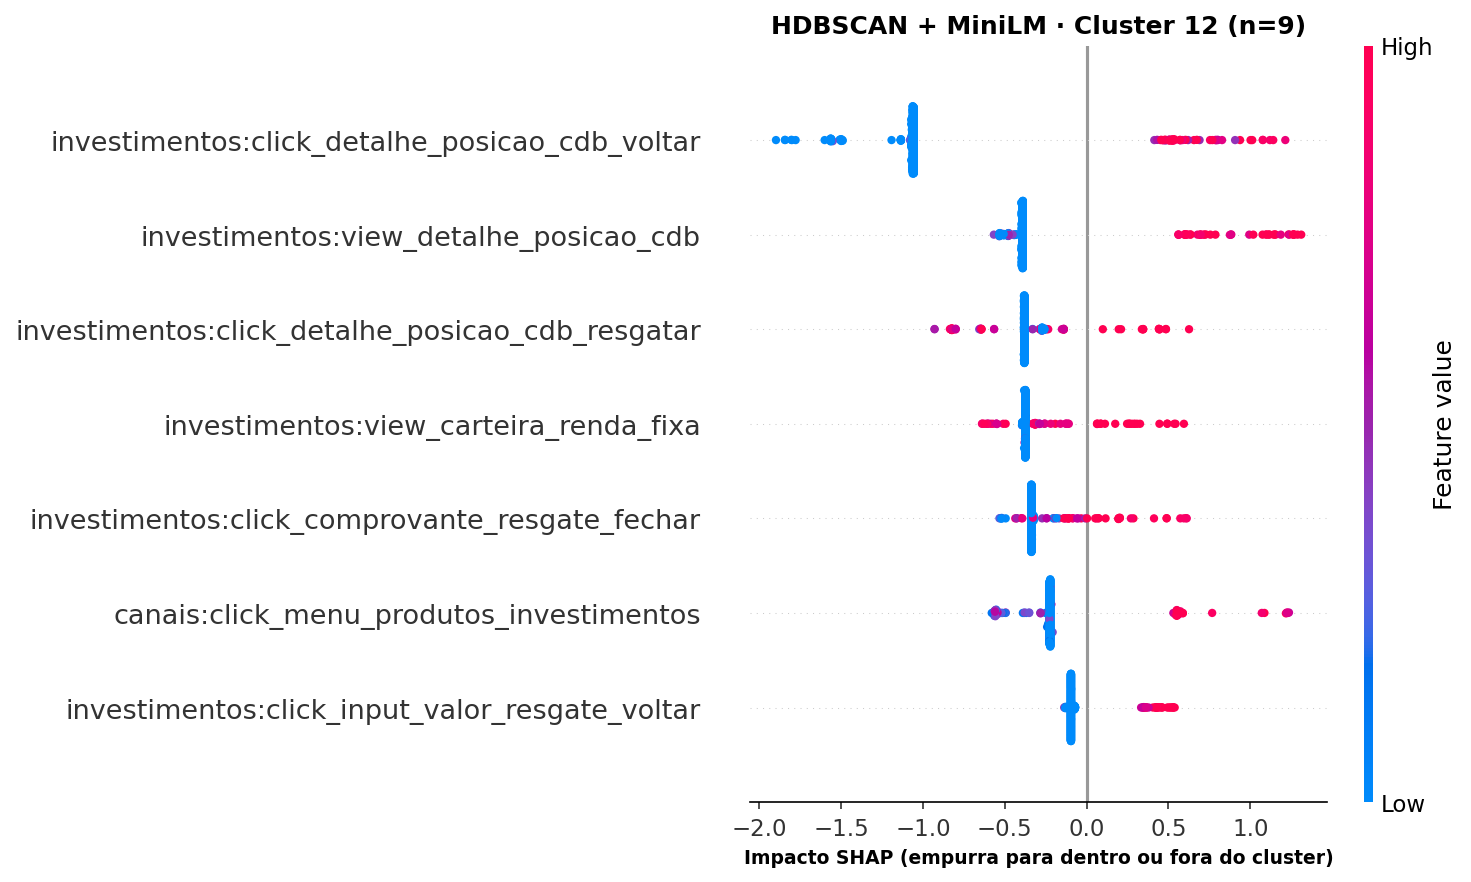 HDBSCAN + MiniLM · Cluster 12 (n=9)
High
investimentos:click_detalhe_posicao_cdb_voltar
investimentos:view_detalhe_posicao_cdb
investimentos:click_detalhe_posicao_cdb_resgatar
investimentos:view_carteira_renda_fixa
investimentos:click_comprovante_resgate_fechar
canais:click_menu_produtos_investimentos
investimentos:click_input_valor_resgate_voltar
Feature value
Low
−2.0 −1.5 −1.0 −0.5 0.0 0.5 1.0
Impacto SHAP (empurra para dentro ou fora do cluster)